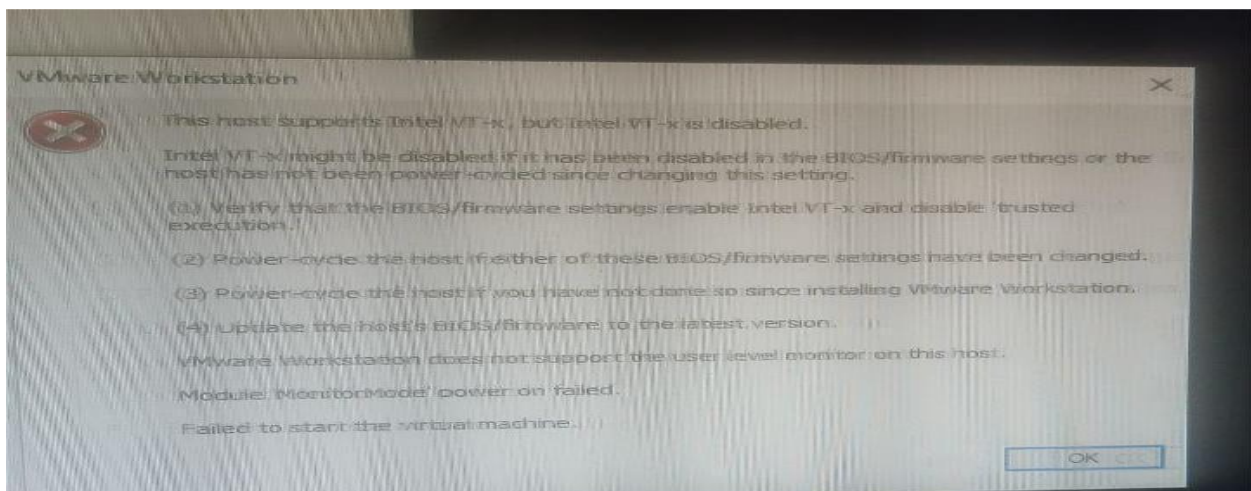 VMware Workstation
This host supports Intel VT-x, but Intel VT-x is disabled.
Intel VT-x might be disabled if it has been disabled in the BIOS/firmware settings or the
host has not been power-cycled since changing this setting.
(1) Verify that the BIOS/firmware settings enable Intel VT-x and disable 'trusted
execution.'
(2) Power-cycle the host if either of these BIOS/firmware settings have been changed.
(3) Power-cycle the host if you have not done so since installing VMware Workstation.
(4) Update the host's BIOS/firmware to the latest version.
VMware Workstation does not support the user level monitor on this host.
Module 'MonitorMode' power on failed.
Failed to start the virtual machine.
OK